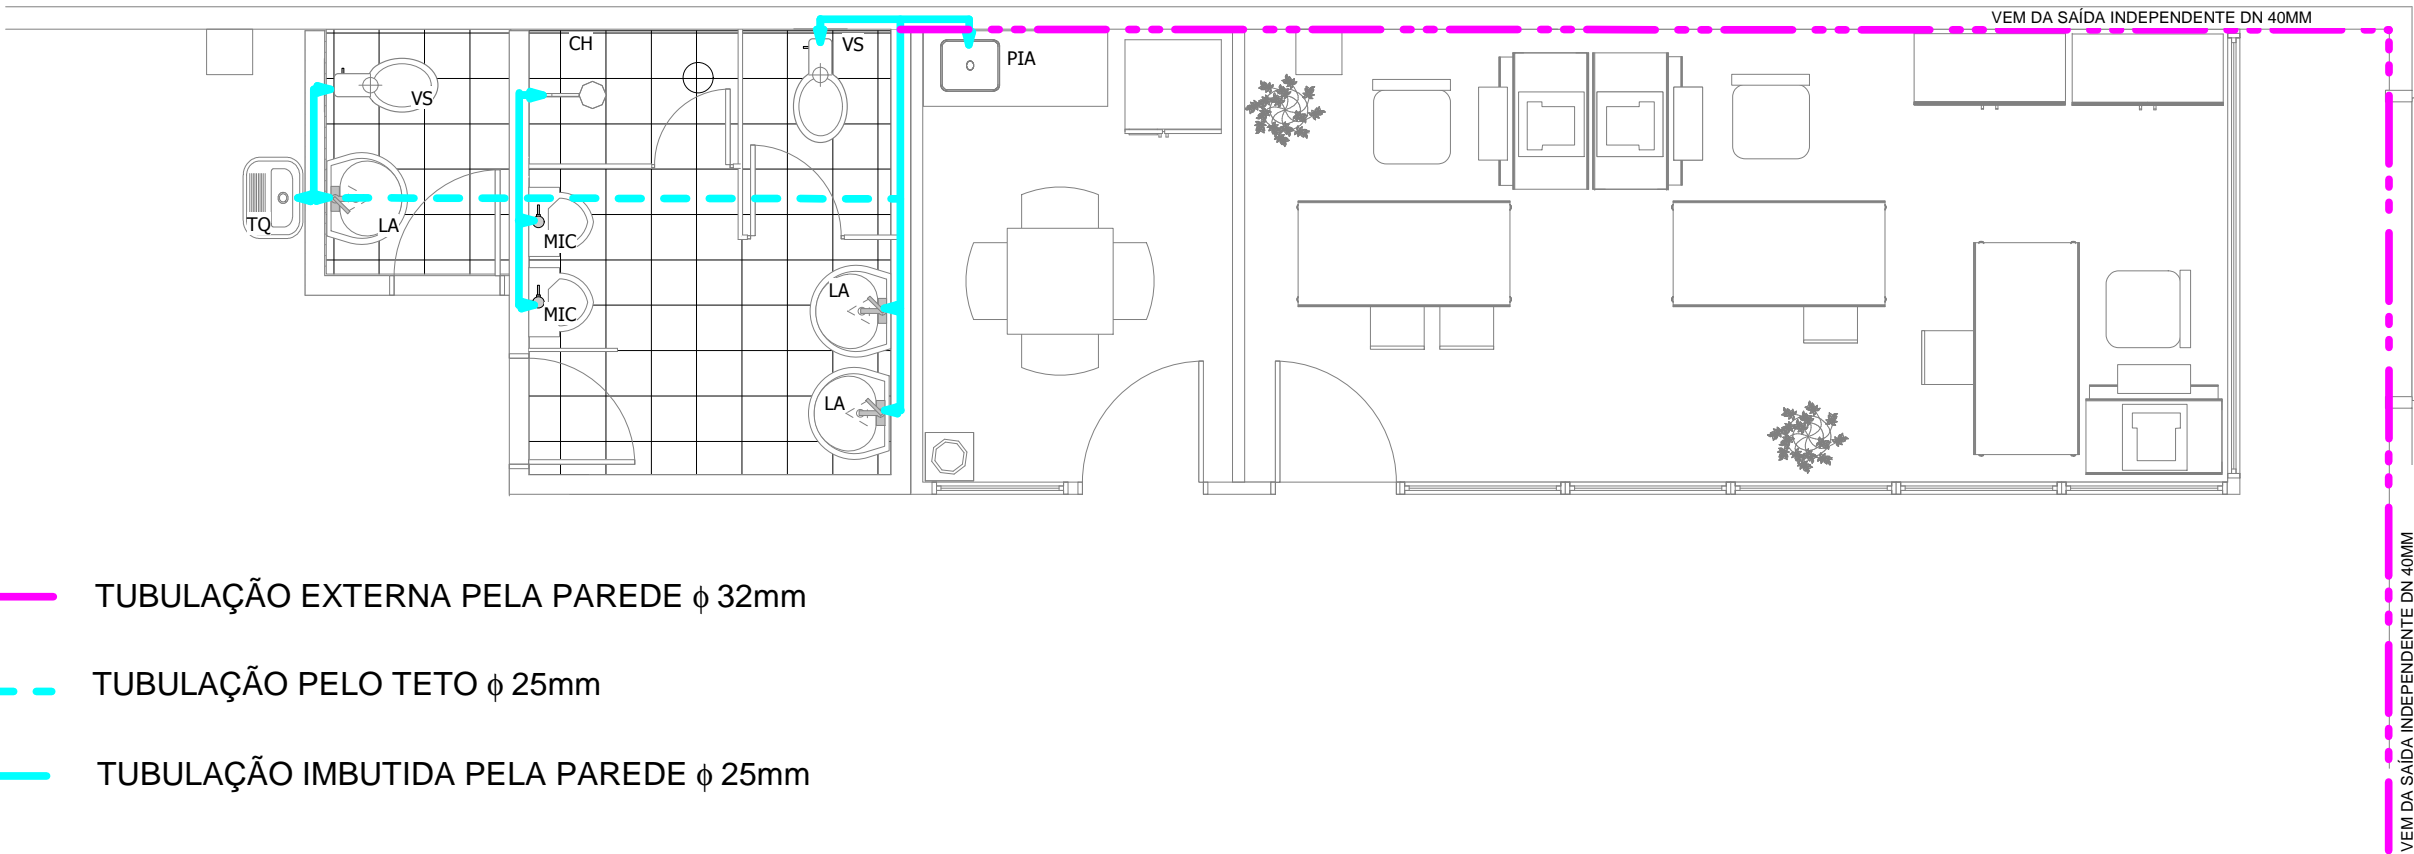 VEM DA SAÍDA INDEPENDENTE DN 40MM
CH
VS
PIA
VS
TQ
LA
MIC
MIC
LA
LA
VEM DA SAÍDA INDEPENDENTE DN 40MM
TUBULAÇÃO EXTERNA PELA PAREDE ϕ 32mm
TUBULAÇÃO PELO TETO ϕ 25mm
TUBULAÇÃO IMBUTIDA PELA PAREDE ϕ 25mm